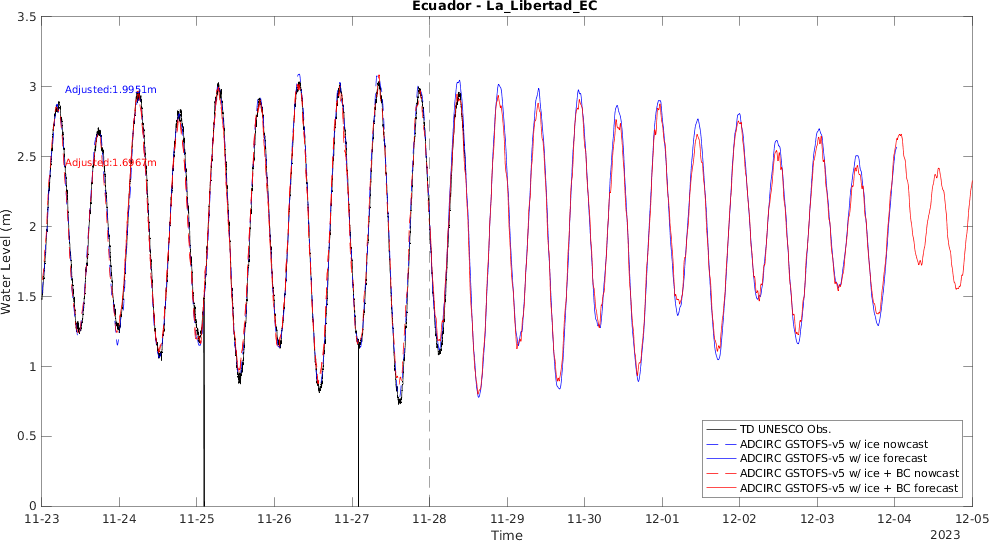 Ecuador - La_Libertad_EC
3.5
3
2.5
2
1.5
1
0.5
0
Water Level (m)
Adjusted:1.9951m
Adjusted:1.6967m
TD UNESCO Obs.
ADCIRC GSTOFS-v5 w/ ice nowcast
ADCIRC GSTOFS-v5 w/ ice forecast
ADCIRC GSTOFS-v5 w/ ice + BC nowcast
ADCIRC GSTOFS-v5 w/ ice + BC forecast
11-23 11-24 11-25 11-26 11-27 11-28 11-29 11-30 12-01 12-02 12-03 12-04 12-05
Time
2023